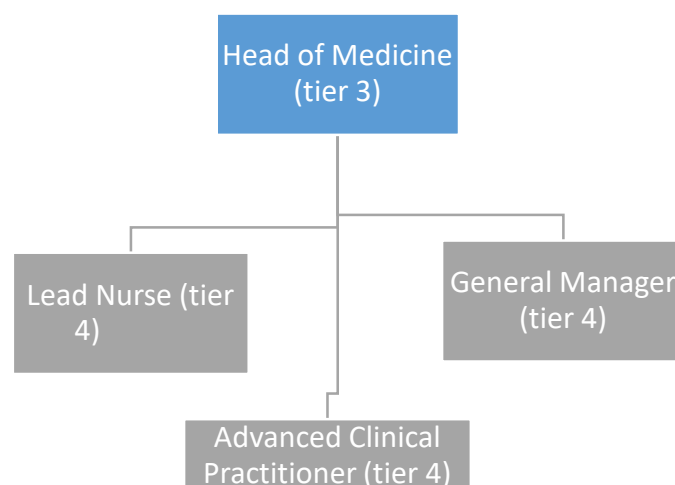 Head of Medicine
(tier 3)
Lead Nurse (tier
4)
General Manager
(tier 4)
Advanced Clinical
Practitioner (tier 4)